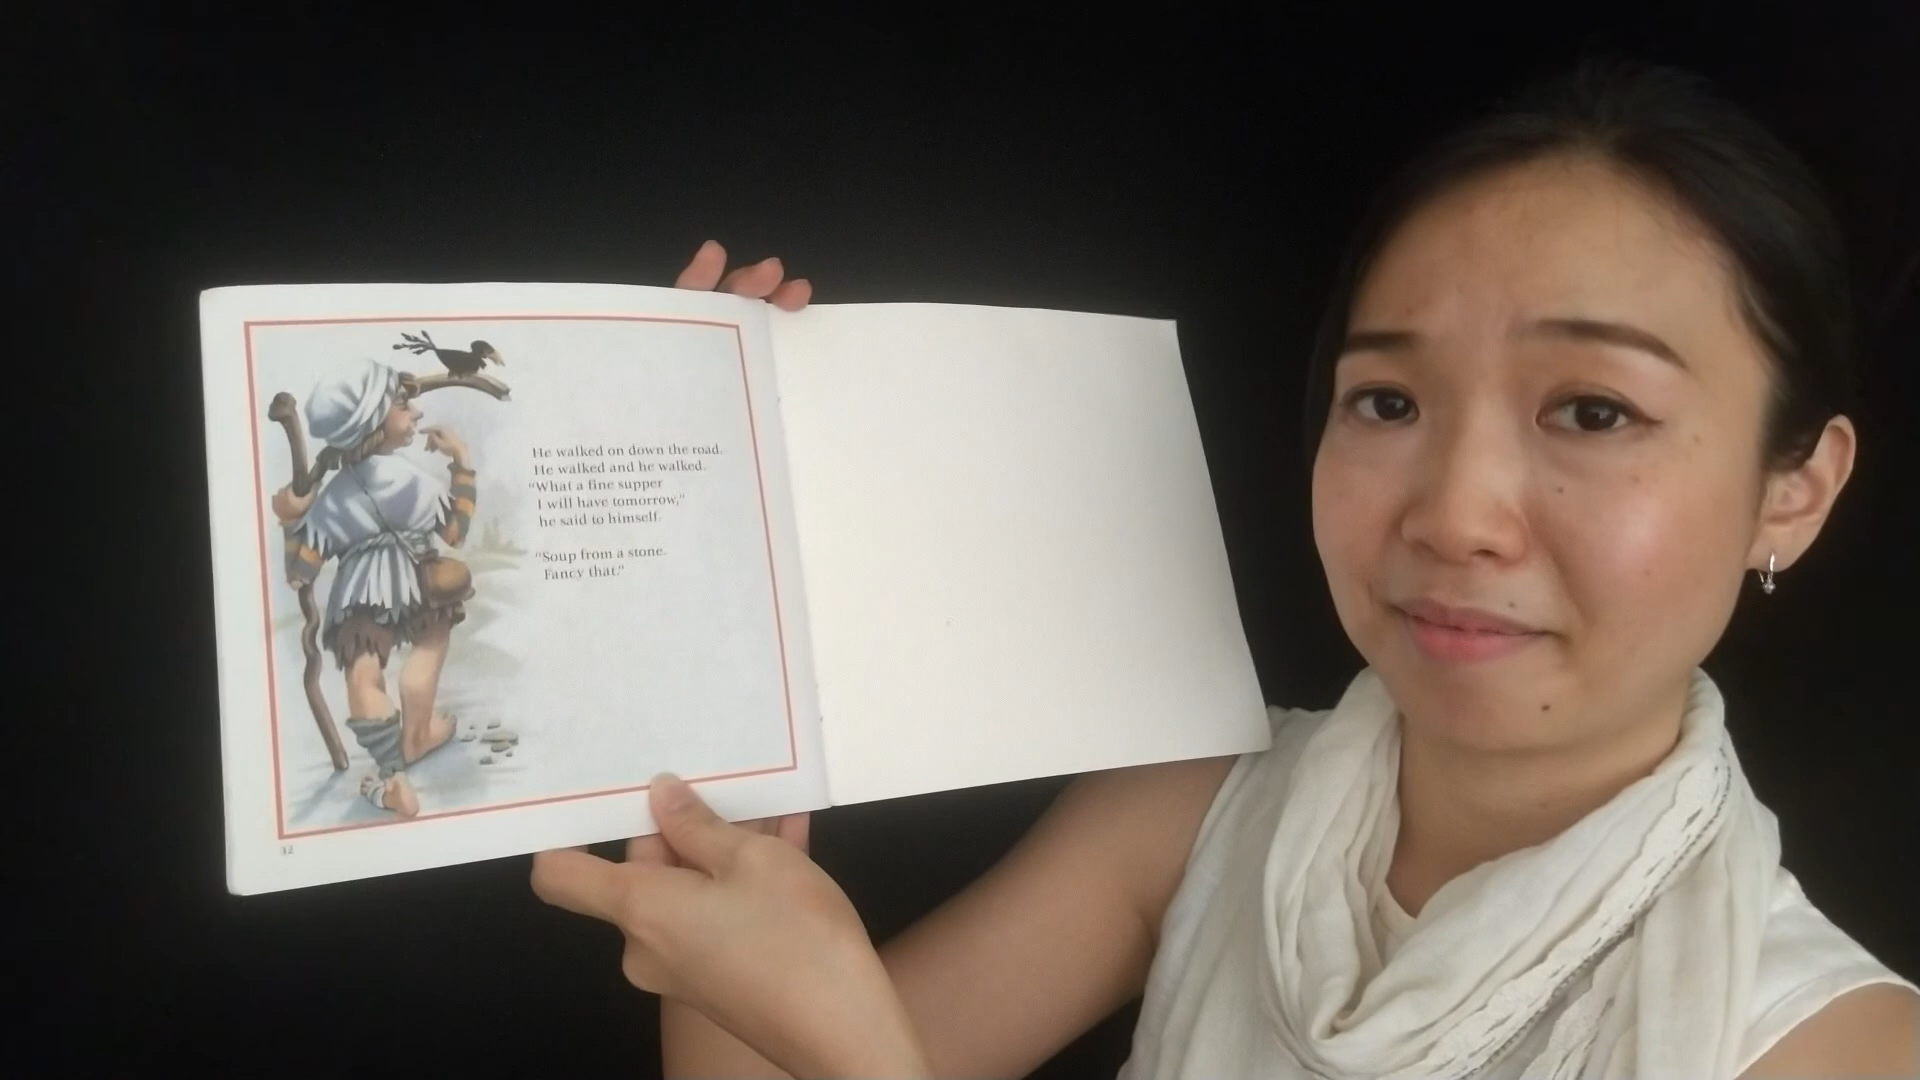 He walked on down the road.
He walked and he walked.
“What a fine supper
I will have tomorrow,”
he said to himself.
“Soup from a stone.
Fancy that.”
32